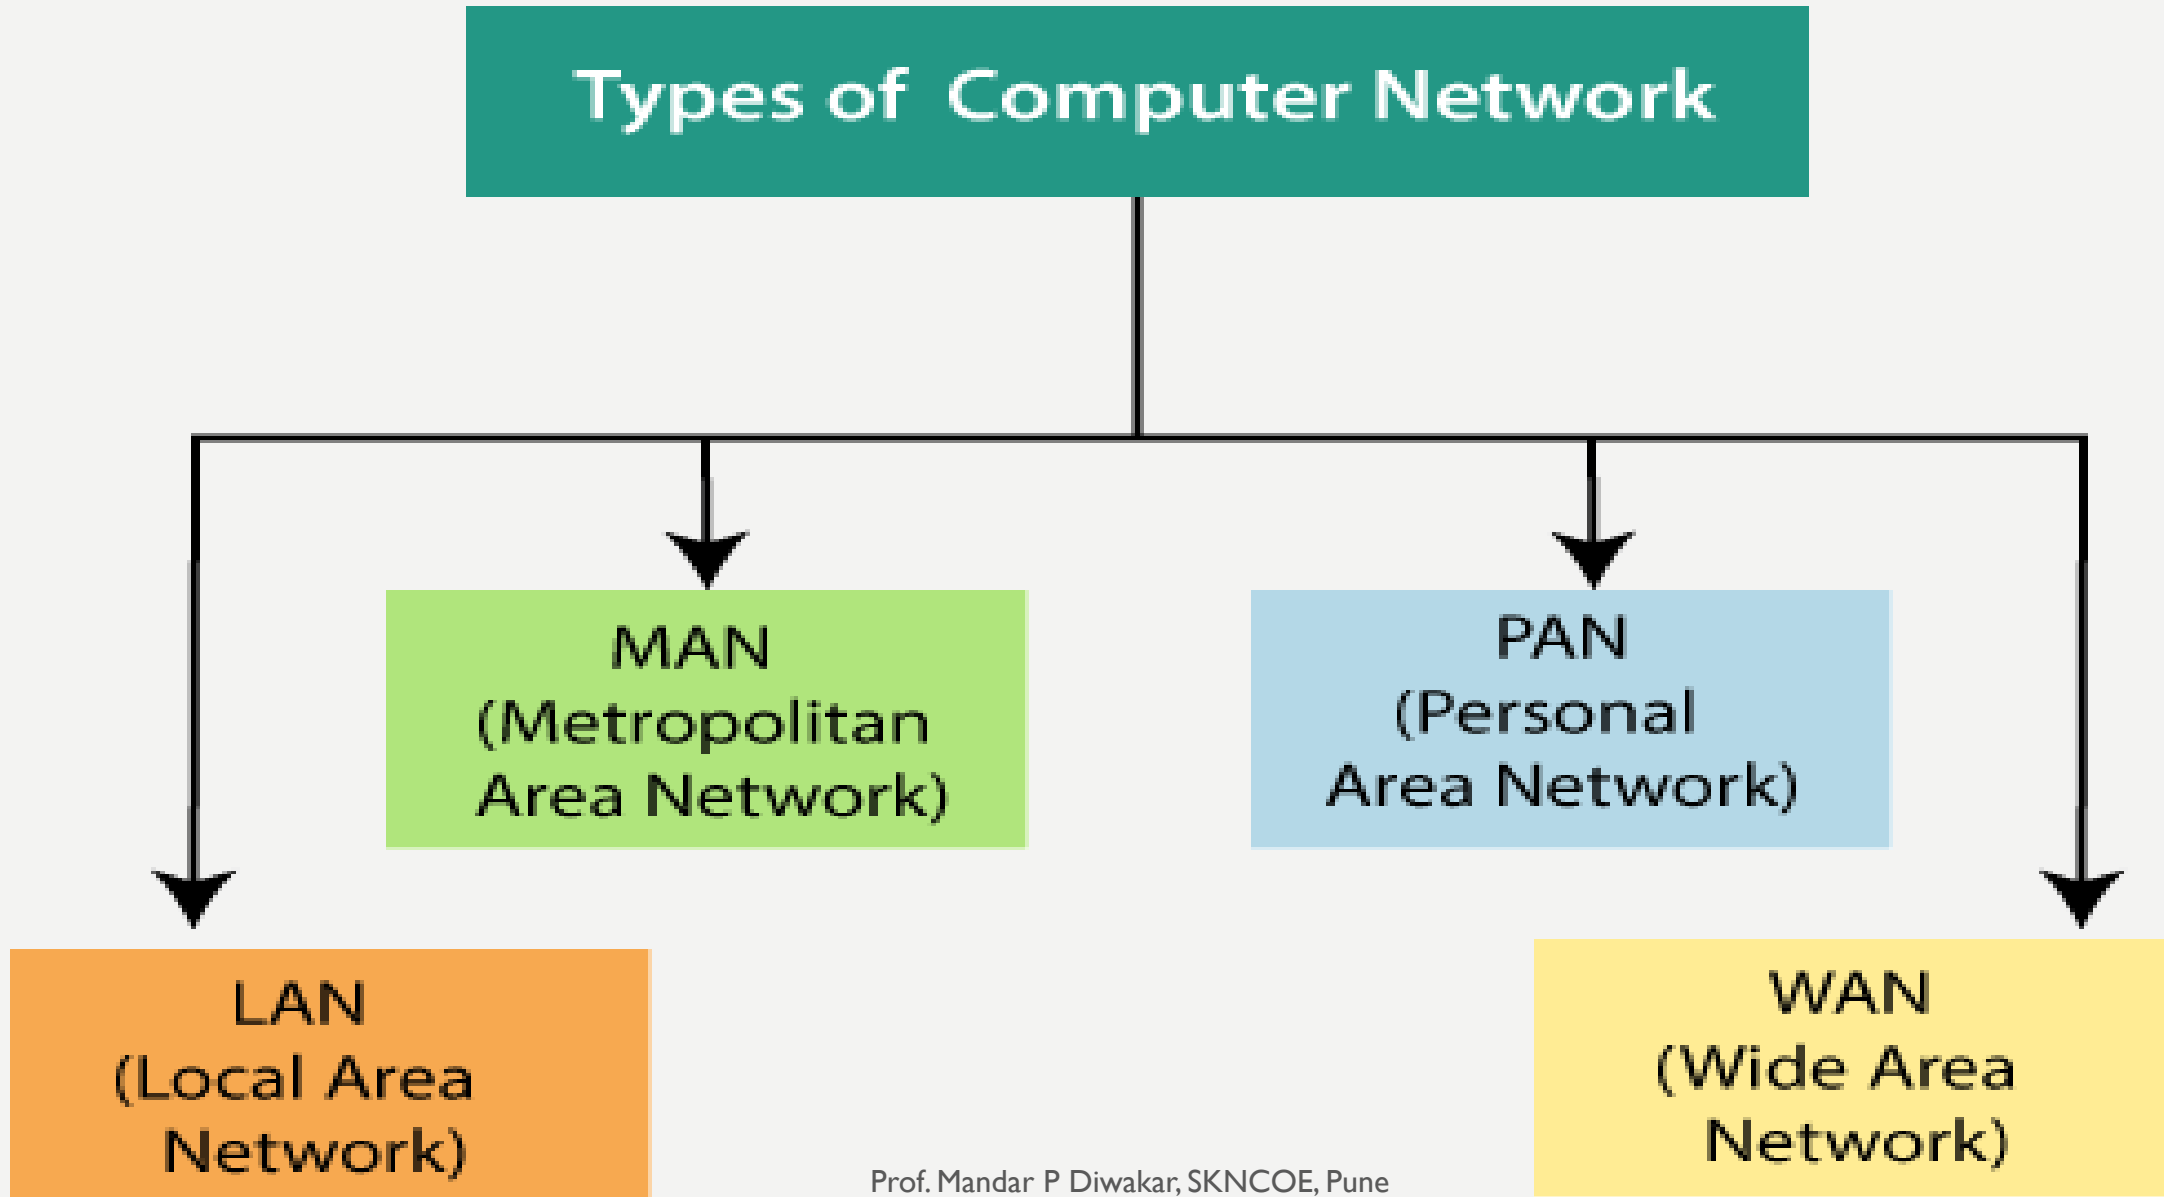 Types of Computer Network
MAN
(Metropolitan
Area Network)
PAN
(Personal
Area Network)
LAN
(Local Area
Network)
WAN
(Wide Area
Network)
Prof. Mandar P Diwakar, SKNCOE, Pune